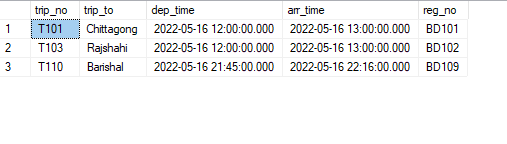 trip_no trip_to dep_time arr_time reg_no
1 T101 Chittagong 2022-05-16 12:00:00.000 2022-05-16 13:00:00.000 BD101
2 T103 Rajshahi 2022-05-16 12:00:00.000 2022-05-16 13:00:00.000 BD102
3 T110 Barishal 2022-05-16 21:45:00.000 2022-05-16 22:16:00.000 BD109